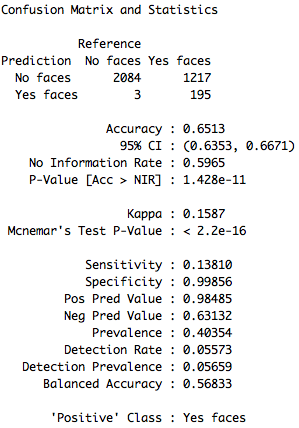 Confusion Matrix and Statistics
Reference
Prediction No faces Yes faces
No faces 2084 1217
Yes faces 3 195
Accuracy : 0.6513
95% CI : (0.6353, 0.6671)
No Information Rate : 0.5965
P-Value [Acc > NIR] : 1.428e-11
Kappa : 0.1587
Mcnemar's Test P-Value : < 2.2e-16
Sensitivity : 0.13810
Specificity : 0.99856
Pos Pred Value : 0.98485
Neg Pred Value : 0.63132
Prevalence : 0.40354
Detection Rate : 0.05573
Detection Prevalence : 0.05659
Balanced Accuracy : 0.56833
'Positive' Class : Yes faces